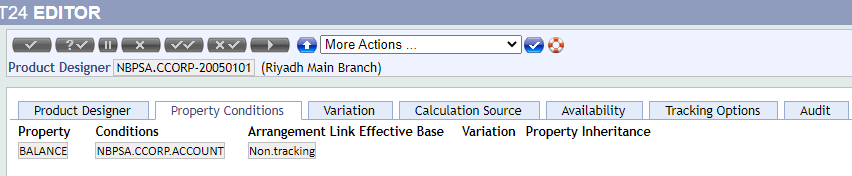 T24 EDITOR
More Actions ...
Product Designer NBPSA.CCORP-20050101 (Riyadh Main Branch)
Product Designer Property Conditions Variation Calculation Source Availability Tracking Options Audit
Property Conditions Arrangement Link Effective Base Variation Property Inheritance
BALANCE NBPSA.CCORP.ACCOUNT Non.tracking